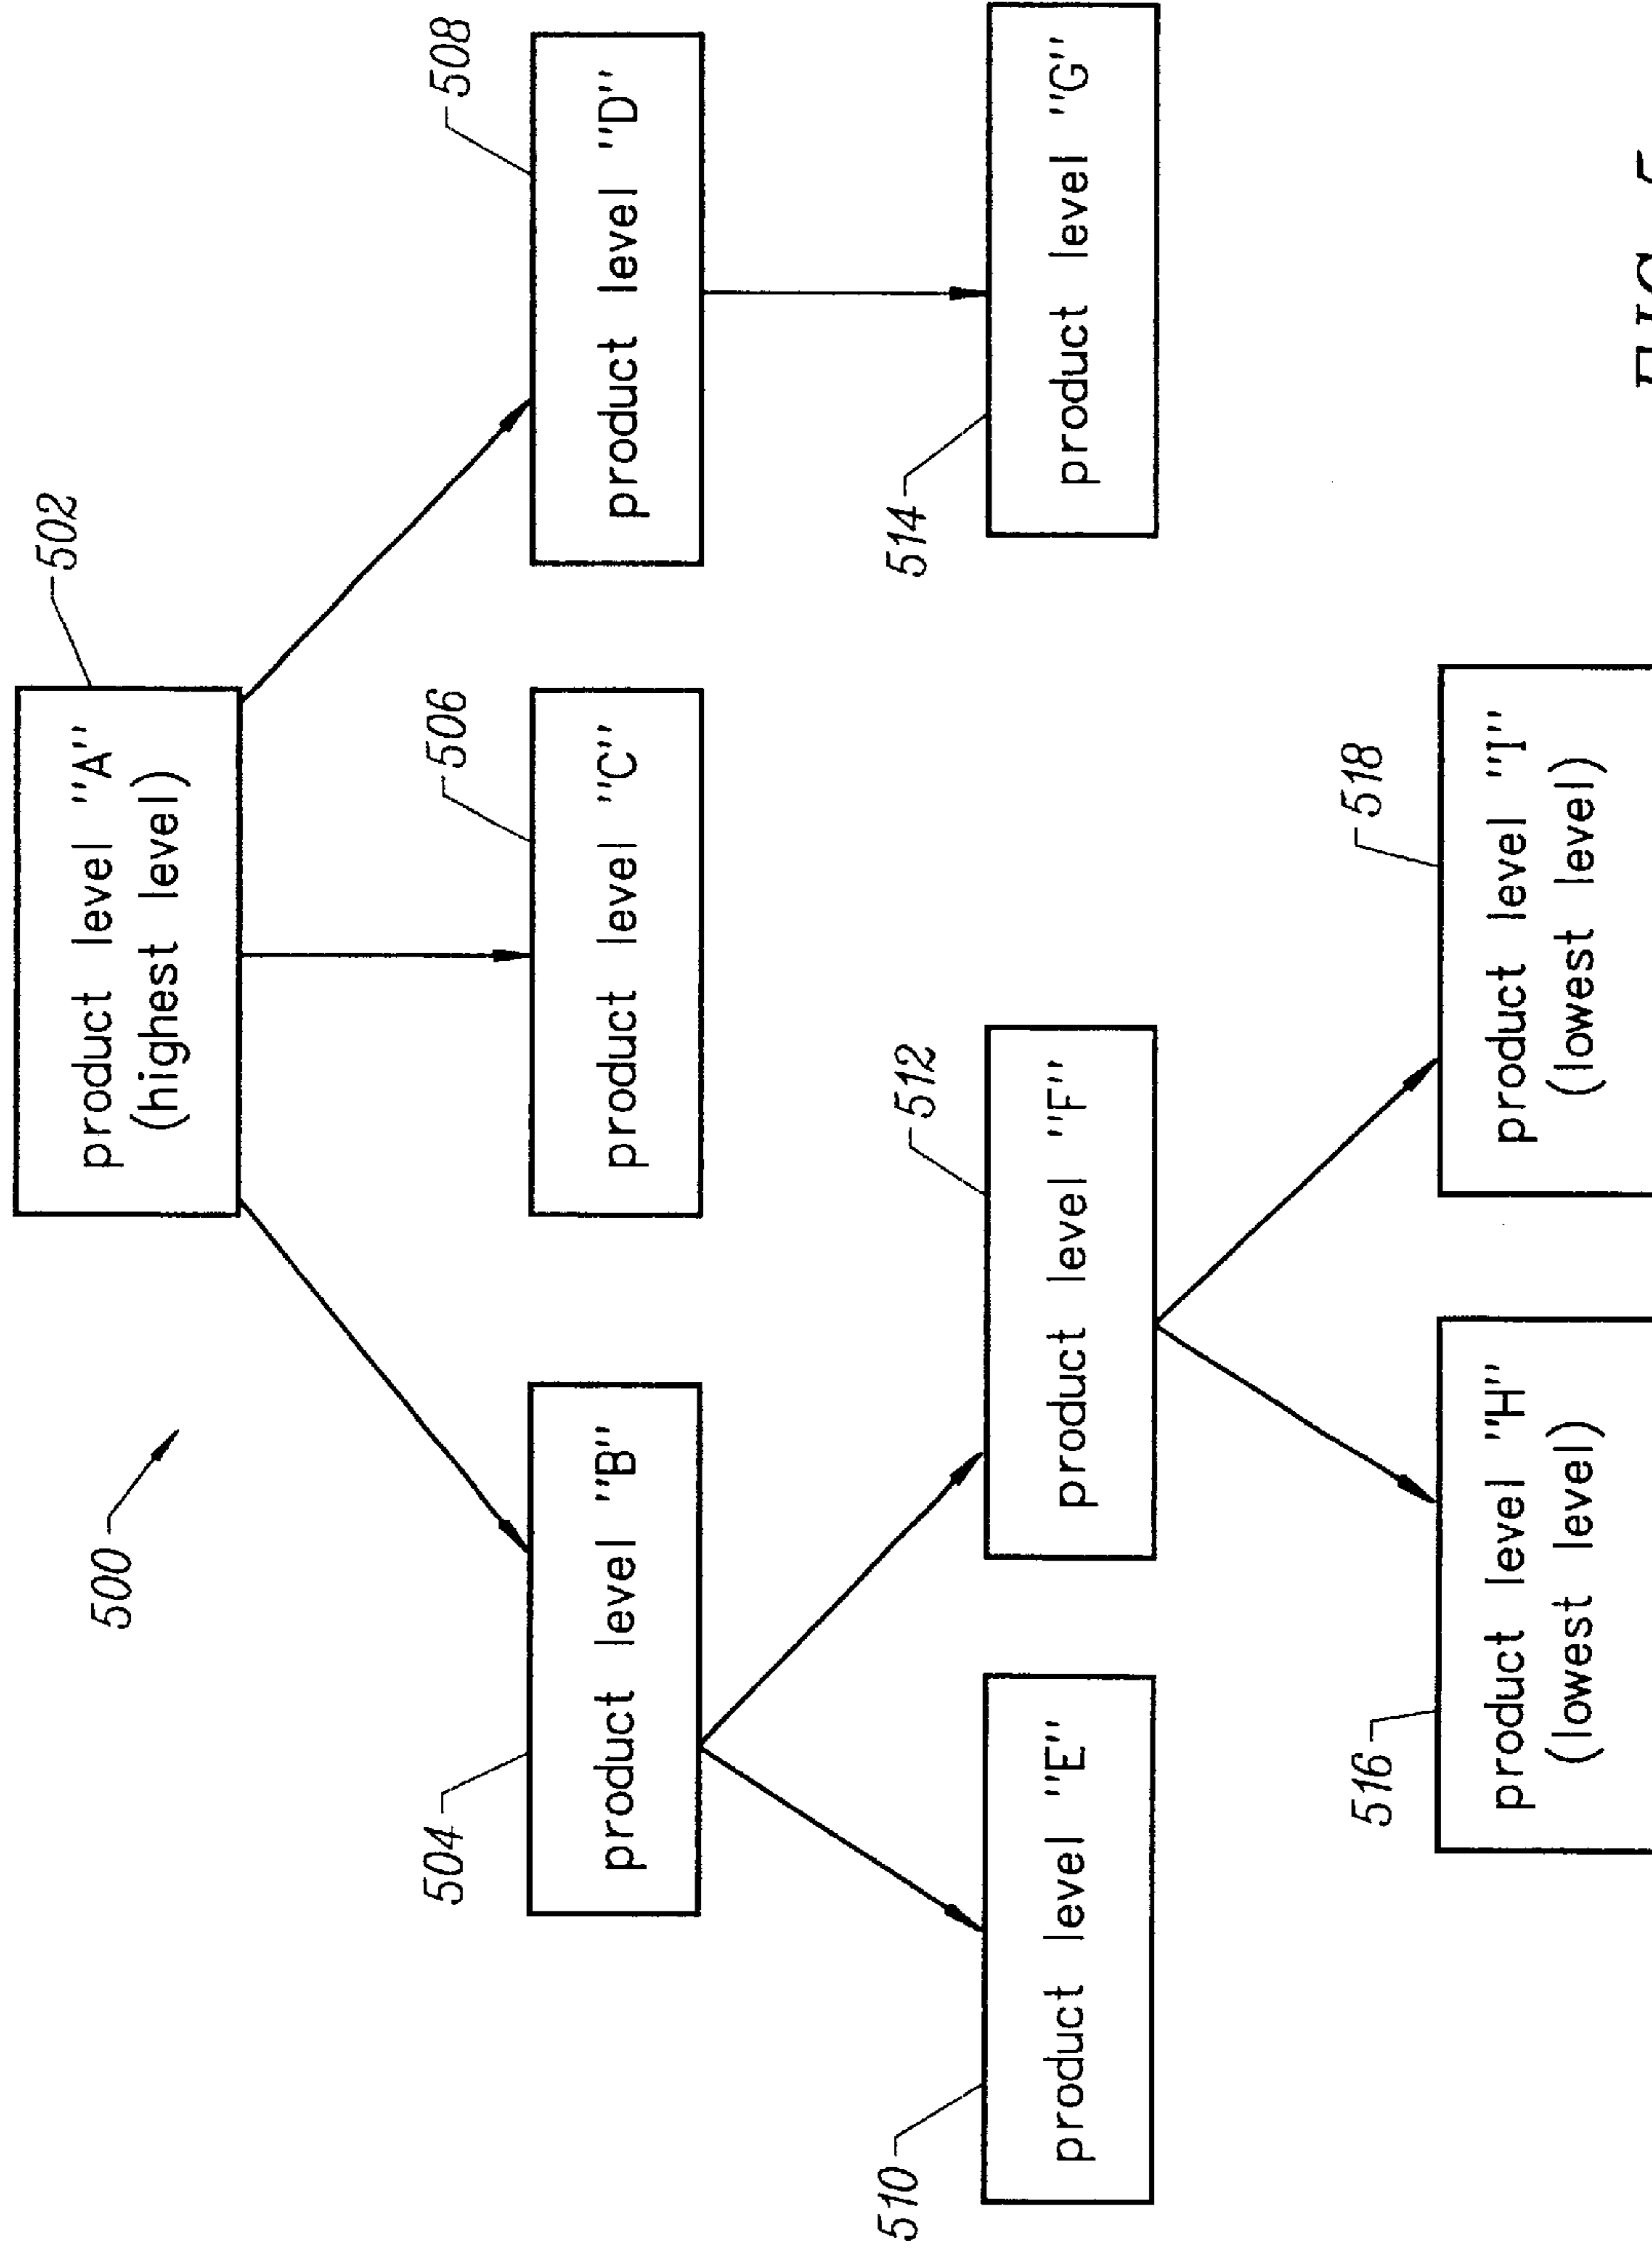 500
502
product level "A"
(highest level)
504
product level "B"
506
product level "C"
508
product level "D"
510
product level "E"
512
product level "F"
514
product level "G"
516
product level "H"
(lowest level)
518
product level "I"
(lowest level)